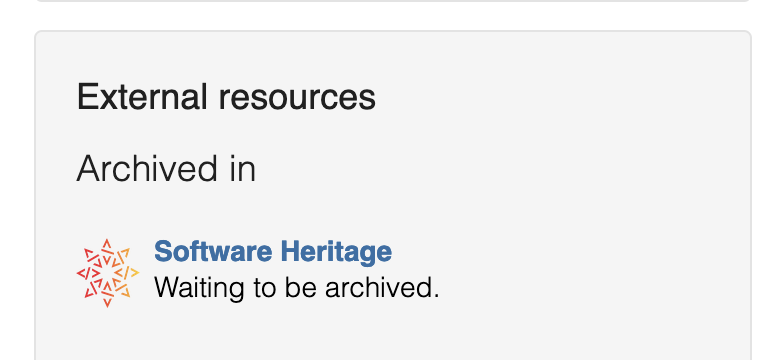 External resources
Archived in
Software Heritage
Waiting to be archived.